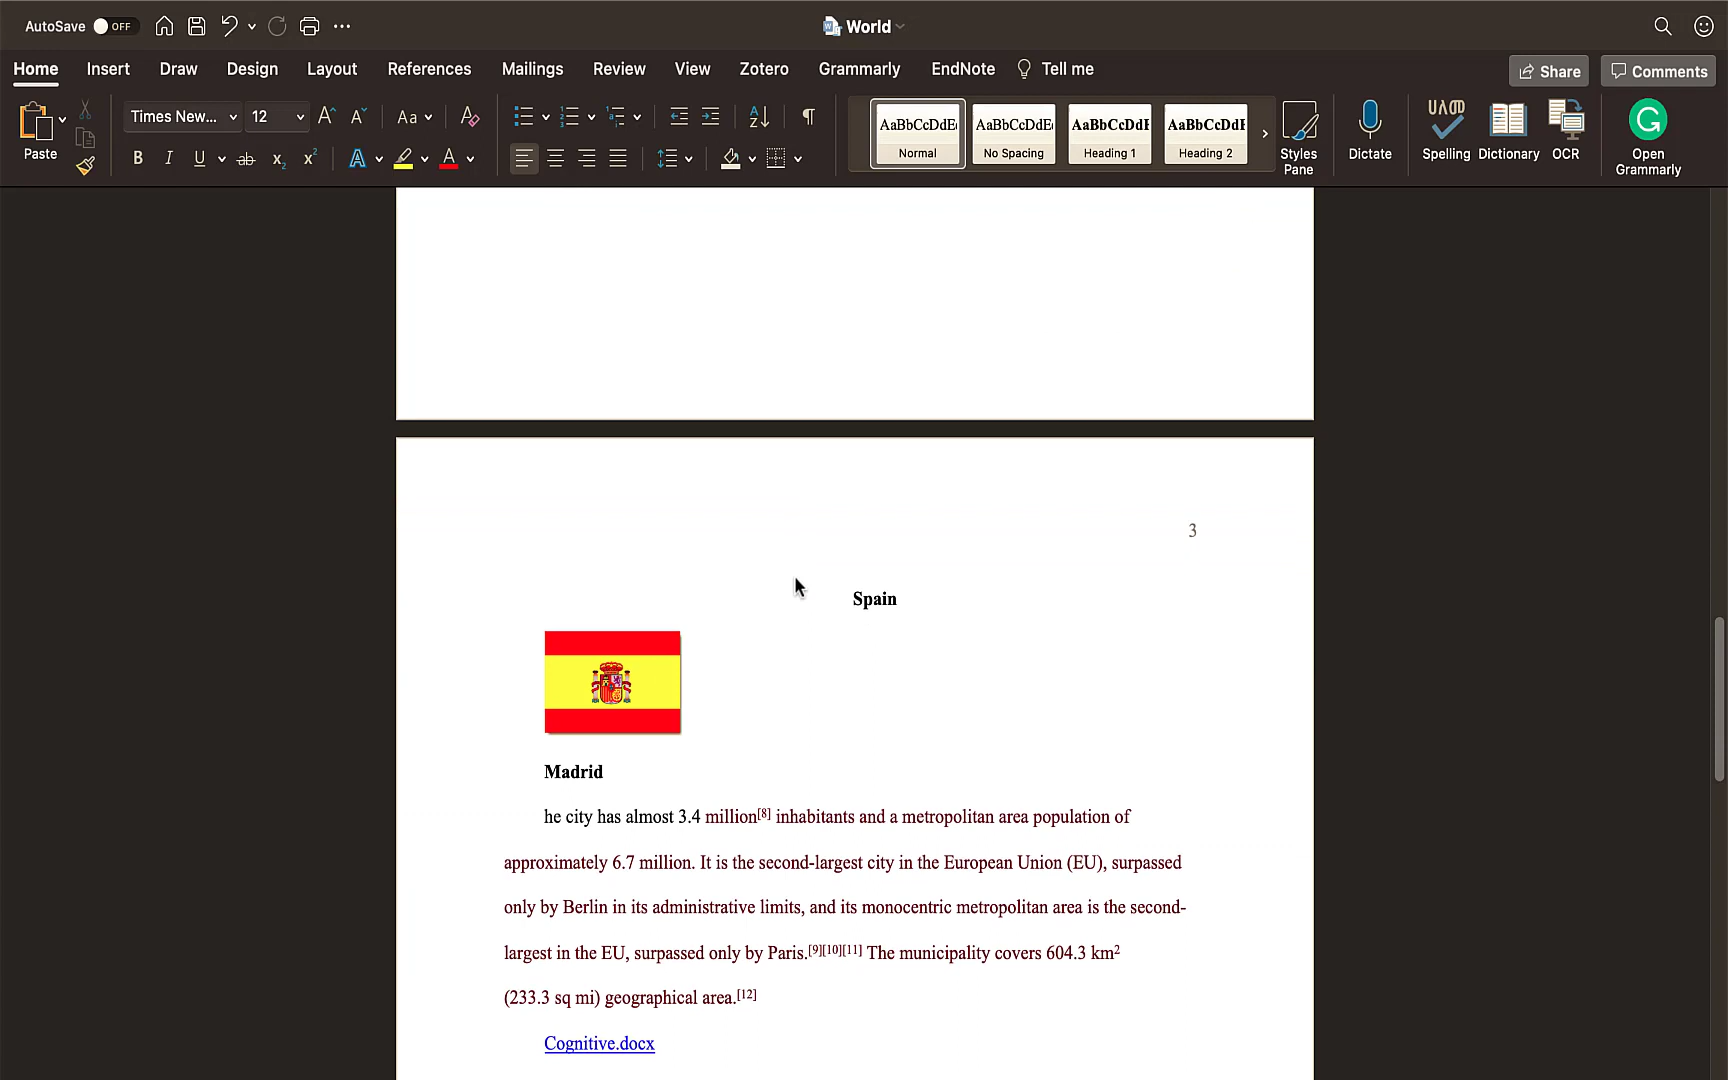 AutoSave OFF World
Home Insert Draw Design Layout References Mailings Review View Zotero Grammarly EndNote Tell me Share Comments
Paste Times New... 12 Aa
AaBbCcDdE AaBbCcDdE AaBbCcDdE AaBbCcDdE
Normal No Spacing Heading 1 Heading 2 Styles Pane Dictate Spelling Dictionary OCR Open Grammarly
3
Spain
Madrid
he city has almost 3.4 million[8] inhabitants and a metropolitan area population of
approximately 6.7 million. It is the second-largest city in the European Union (EU), surpassed
only by Berlin in its administrative limits, and its monocentric metropolitan area is the second-
largest in the EU, surpassed only by Paris.[9][10][11] The municipality covers 604.3 km2
(233.3 sq mi) geographical area.[12]
Cognitive.docx